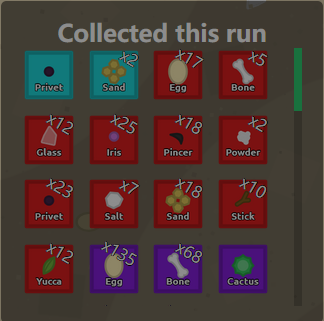 Collected this run
x2 x17 x5
Privet Sand Egg Bone
x12 x25 x18 x2
Glass Iris Pincer Powder
x23 x7 x18 x10
Privet Salt Sand Stick
x12 x135 x68
Yucca Egg Bone Cactus